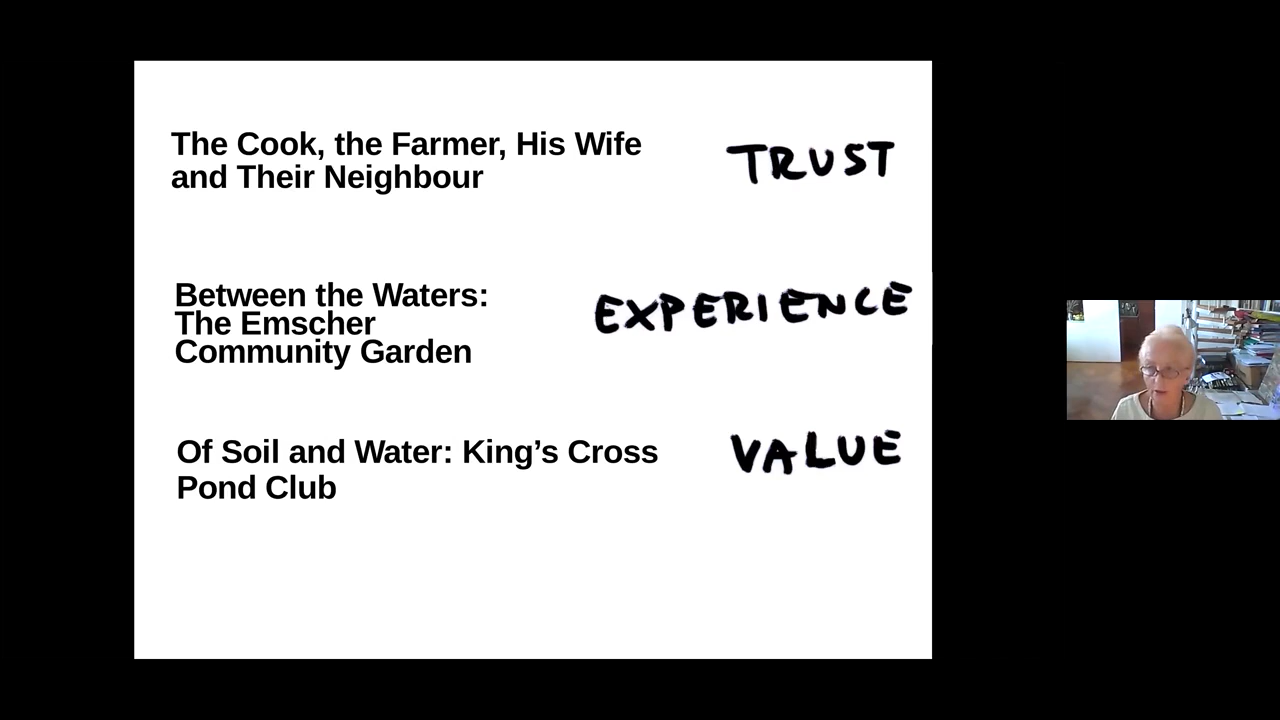 The Cook, the Farmer, His Wife
and Their Neighbour
TRUST
Between the Waters:
The Emscher
Community Garden
EXPERIENCE
Of Soil and Water: King’s Cross
Pond Club
VALUE